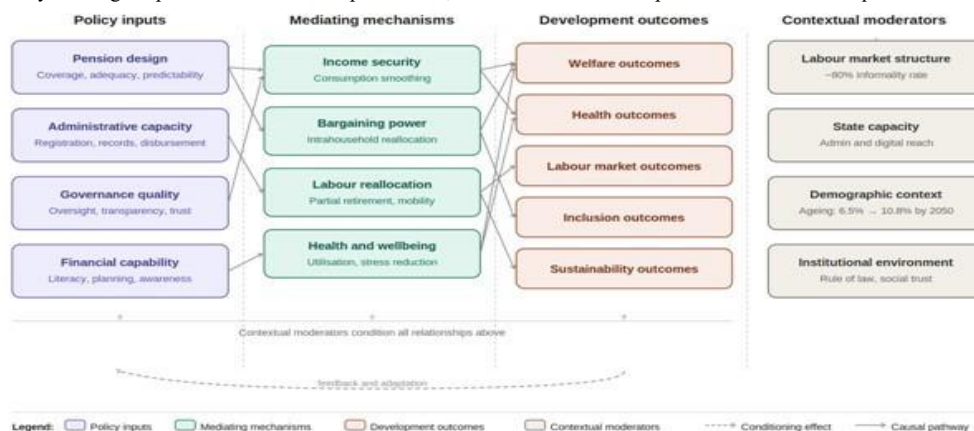 Policy inputs
Mediating mechanisms
Development outcomes
Contextual moderators
Pension design
Coverage, adequacy, predictability
Administrative capacity
Registration, records, disbursement
Governance quality
Oversight, transparency, trust
Financial capability
Literacy, planning, awareness
Income security
Consumption smoothing
Bargaining power
Intrahousehold reallocation
Labour reallocation
Partial retirement, mobility
Health and wellbeing
Utilisation, stress reduction
Welfare outcomes
Health outcomes
Labour market outcomes
Inclusion outcomes
Sustainability outcomes
Labour market structure
~80% informality rate
State capacity
Admin and digital reach
Demographic context
Ageing: 6.5% → 10.8% by 2050
Institutional environment
Rule of law, social trust
Contextual moderators condition all relationships above
feedback and adaptation
Legend: Policy inputs Mediating mechanisms Development outcomes Contextual moderators Conditioning effect Causal pathway